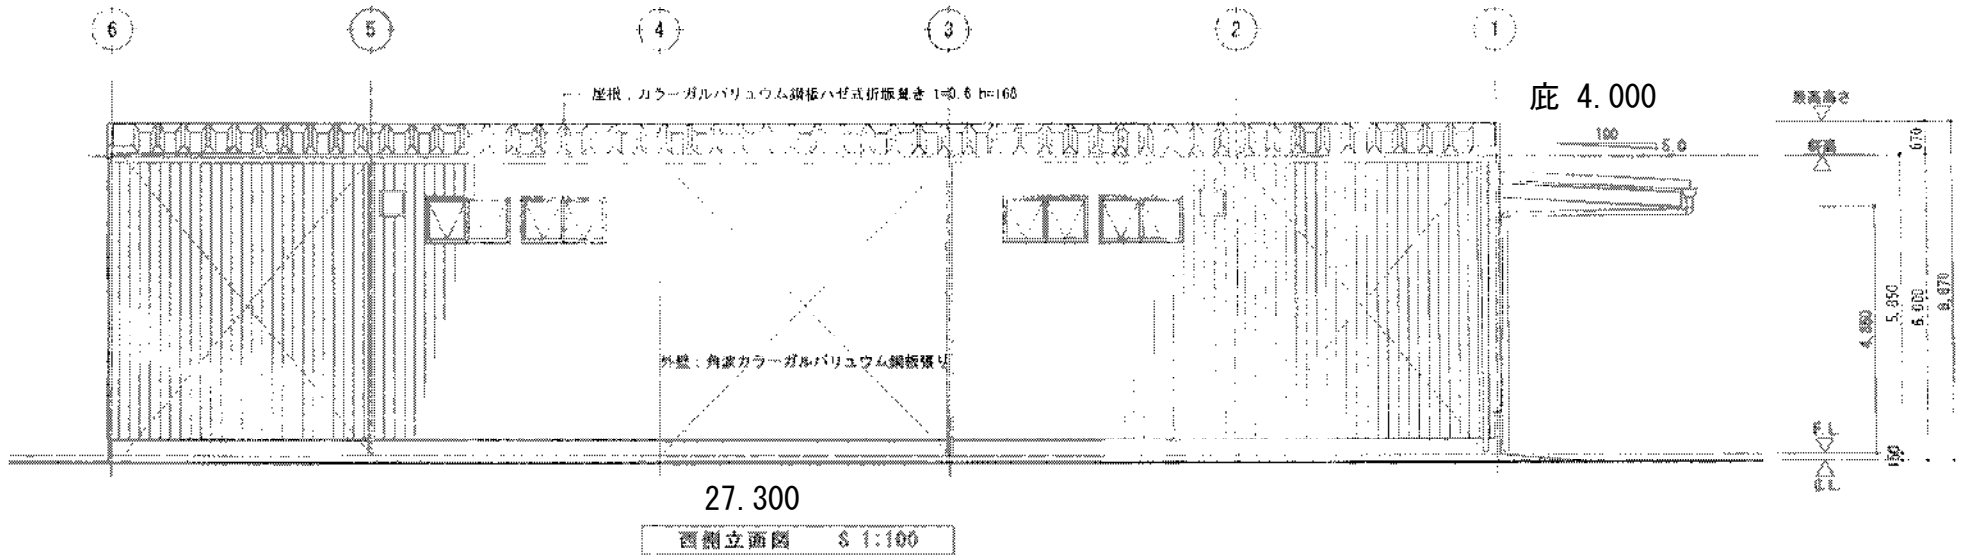 6 5 4 3 2 1
屋根．カラーガルバリュウム鋼板ハゼ式折版葺き t=0.6 h=168
庇 4.000
最高高さ
100
5.0
軒高
670
4,850
5,850
6,000
6,670
外壁：角波カラーガルバリュウム鋼板張り
F.L
150
G.L
27.300
西側立面図 S 1:100